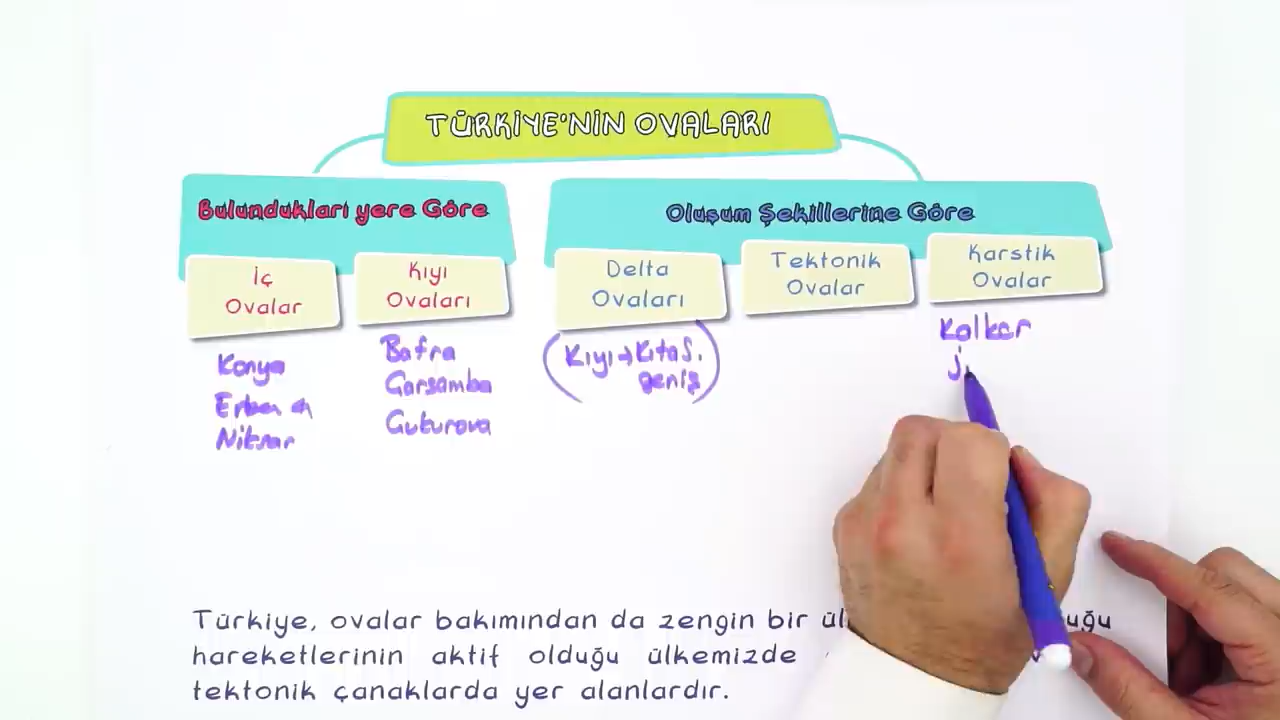 TÜRKİYE'NİN OVALARI
Bulundukları yere Göre
Oluşum Şekillerine Göre
İç
Ovalar
Kıyı
Ovaları
Delta
Ovaları
Tektonik
Ovalar
Karstik
Ovalar
Konya
Erbaa
Niksar
Bafra
Çarşamba
Çukurova
Kıyı→Kıta S.
geniş
Kalker
Türkiye, ovalar bakımından da zengin bir
hareketlerinin aktif olduğu ülkemizde
tektonik çanaklarda yer alanlardır.